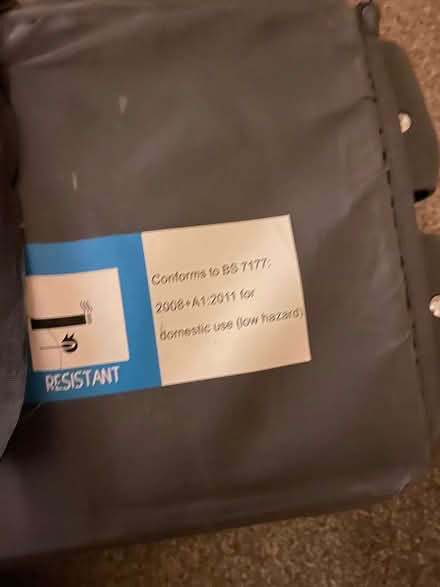 Conforms to BS 7177:
2008+A1:2011 for
domestic use (low hazard)
RESISTANT